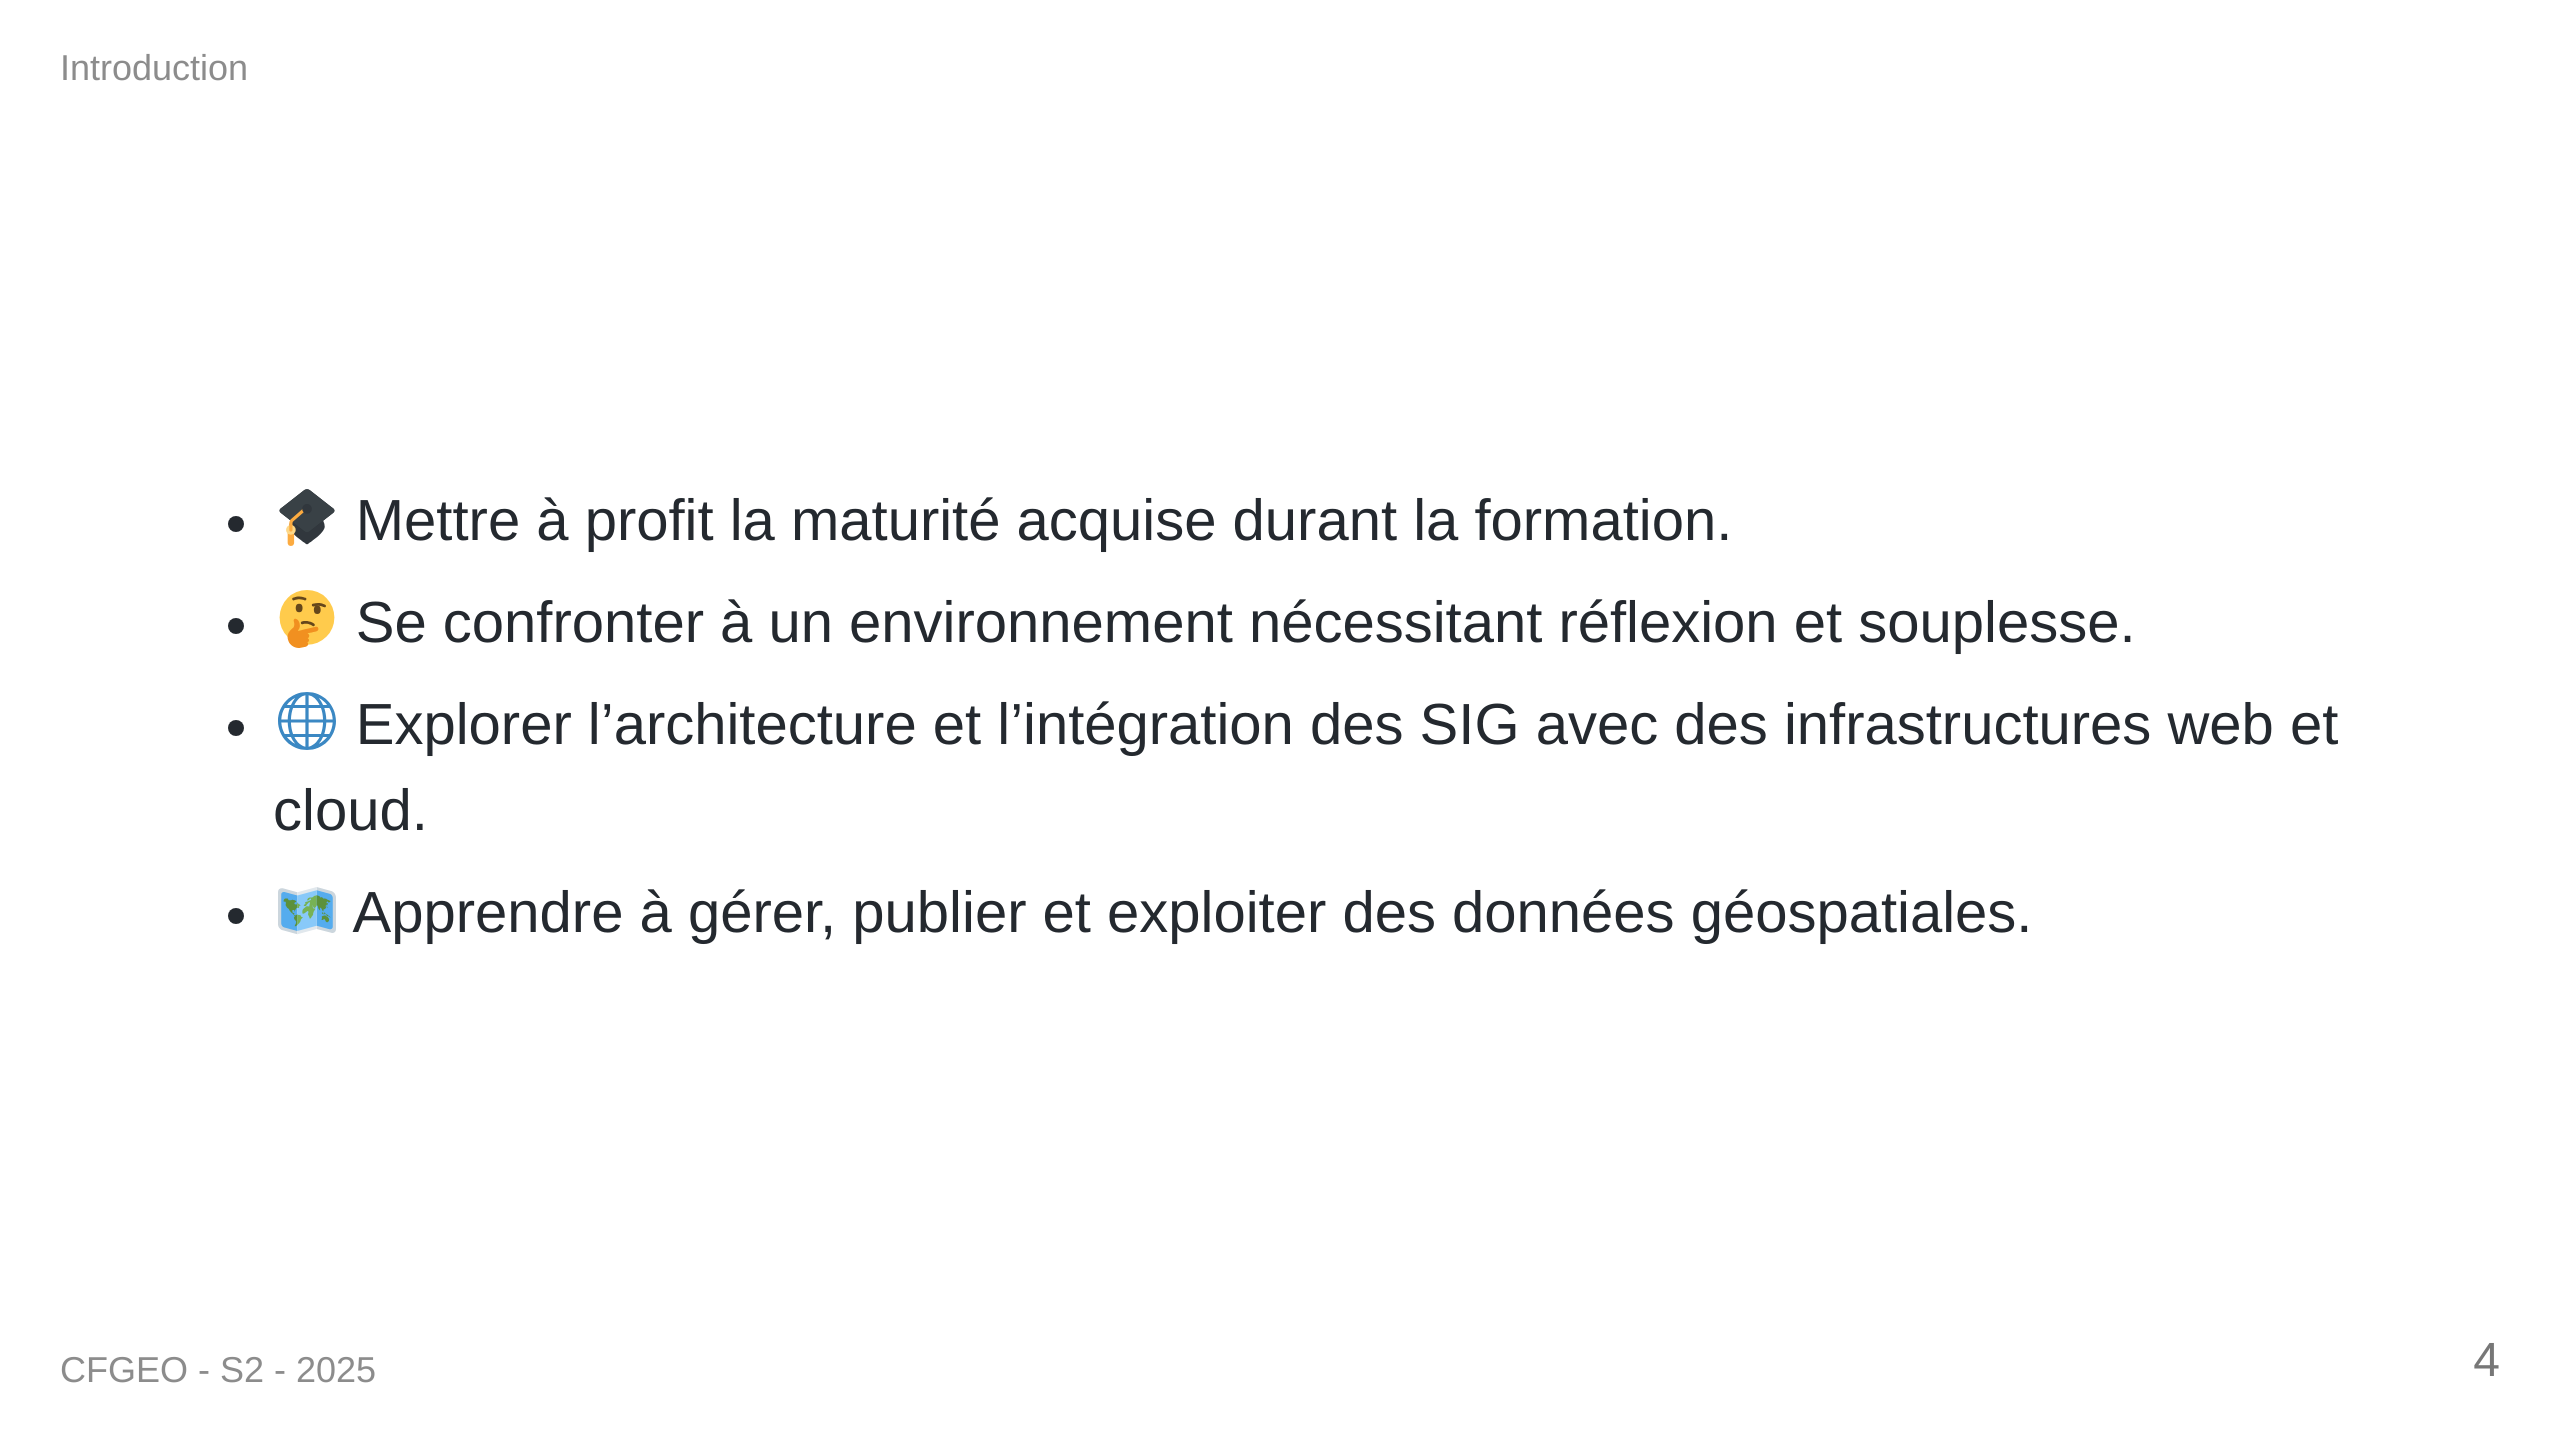 Introduction
• 🎓 Mettre à profit la maturité acquise durant la formation.
• 🤔 Se confronter à un environnement nécessitant réflexion et souplesse.
• 🌐 Explorer l’architecture et l’intégration des SIG avec des infrastructures web et
cloud.
• 🗺️ Apprendre à gérer, publier et exploiter des données géospatiales.
CFGEO - S2 - 2025
4